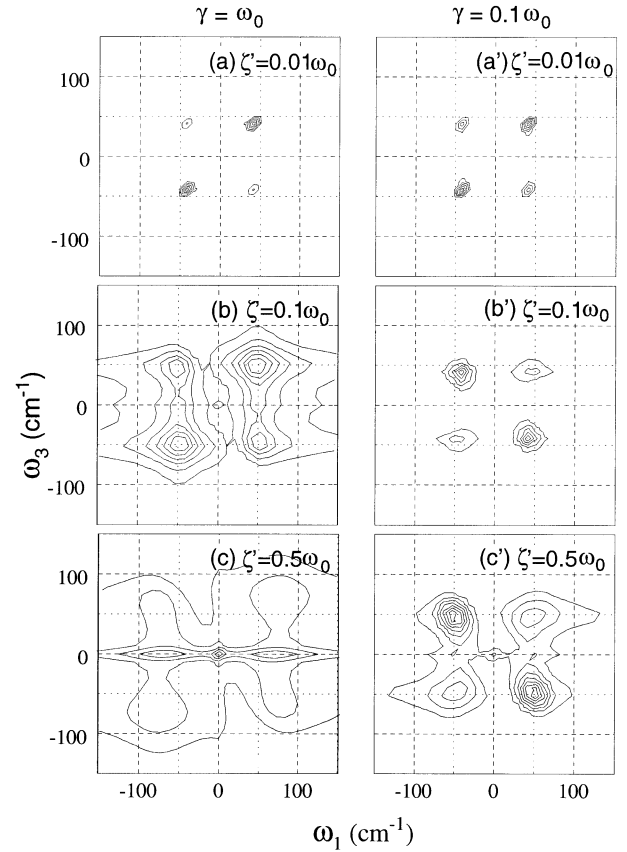 γ = ω₀
γ = 0.1ω₀
(a) ζ'=0.01ω₀
(a') ζ'=0.01ω₀
100
0
-100
(b) ζ'=0.1ω₀
(b') ζ'=0.1ω₀
100
0
-100
ω₃ (cm⁻¹)
(c) ζ'=0.5ω₀
(c') ζ'=0.5ω₀
100
0
-100
-100 0 100
-100 0 100
ω₁ (cm⁻¹)